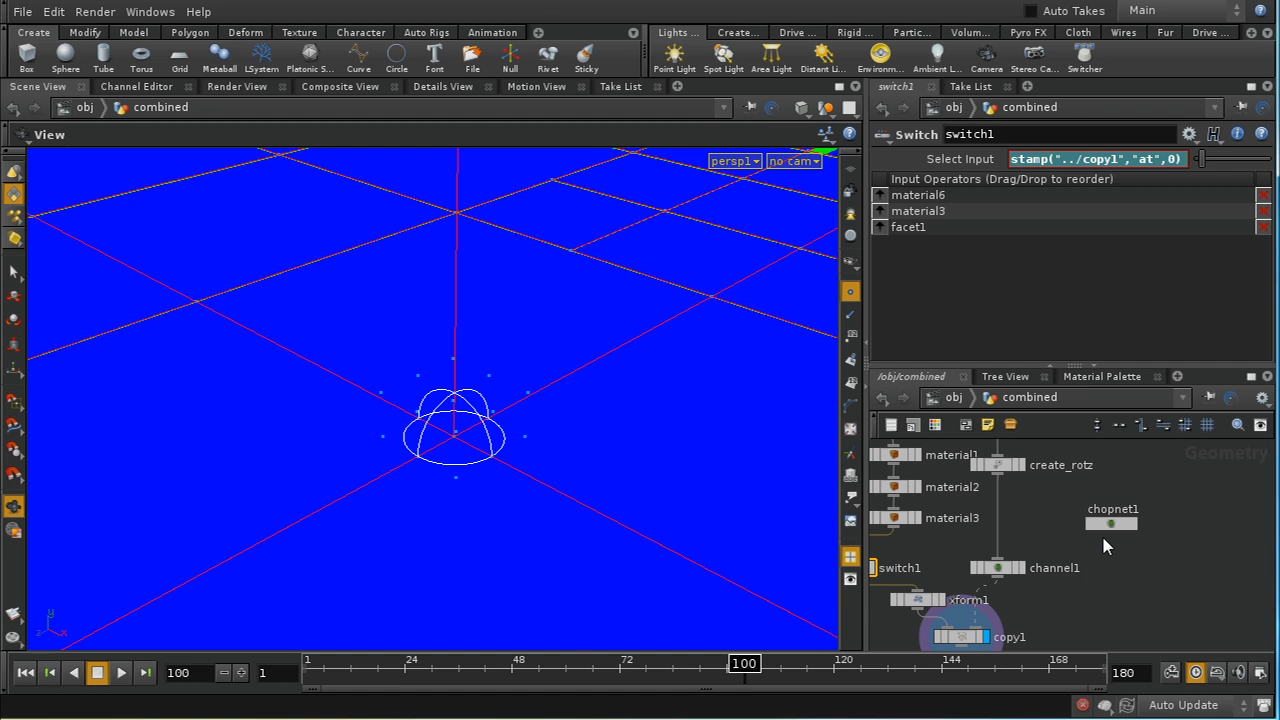 File Edit Render Windows Help Auto Takes Main
Create Modify Model Polygon Deform Texture Character Auto Rigs Animation Lights ... Create... Drive ... Rigid ... Partic... Volum... Pyro FX Cloth Wires Fur Drive ...
Box Sphere Tube Torus Grid Metaball LSystem Platonic S... Curve Circle Font File Null Rivet Sticky Point Light Spot Light Area Light Distant Li... Environm... Ambient L... Camera Stereo Ca... Switcher
Scene View Channel Editor Render View Composite View Details View Motion View Take List switch1 Take List
obj combined obj combined
View Switch switch1
persp1 no cam Select Input stamp("../copy1","at",0)
Input Operators (Drag/Drop to reorder)
material6
material3
facet1
/obj/combined Tree View Material Palette
obj combined
Geometry
material1 create_rotz
material2
chopnet1
material3
switch1 channel1
xform1
copy1
y
z x
100 1 1 24 48 72 100 120 144 168 180
Auto Update